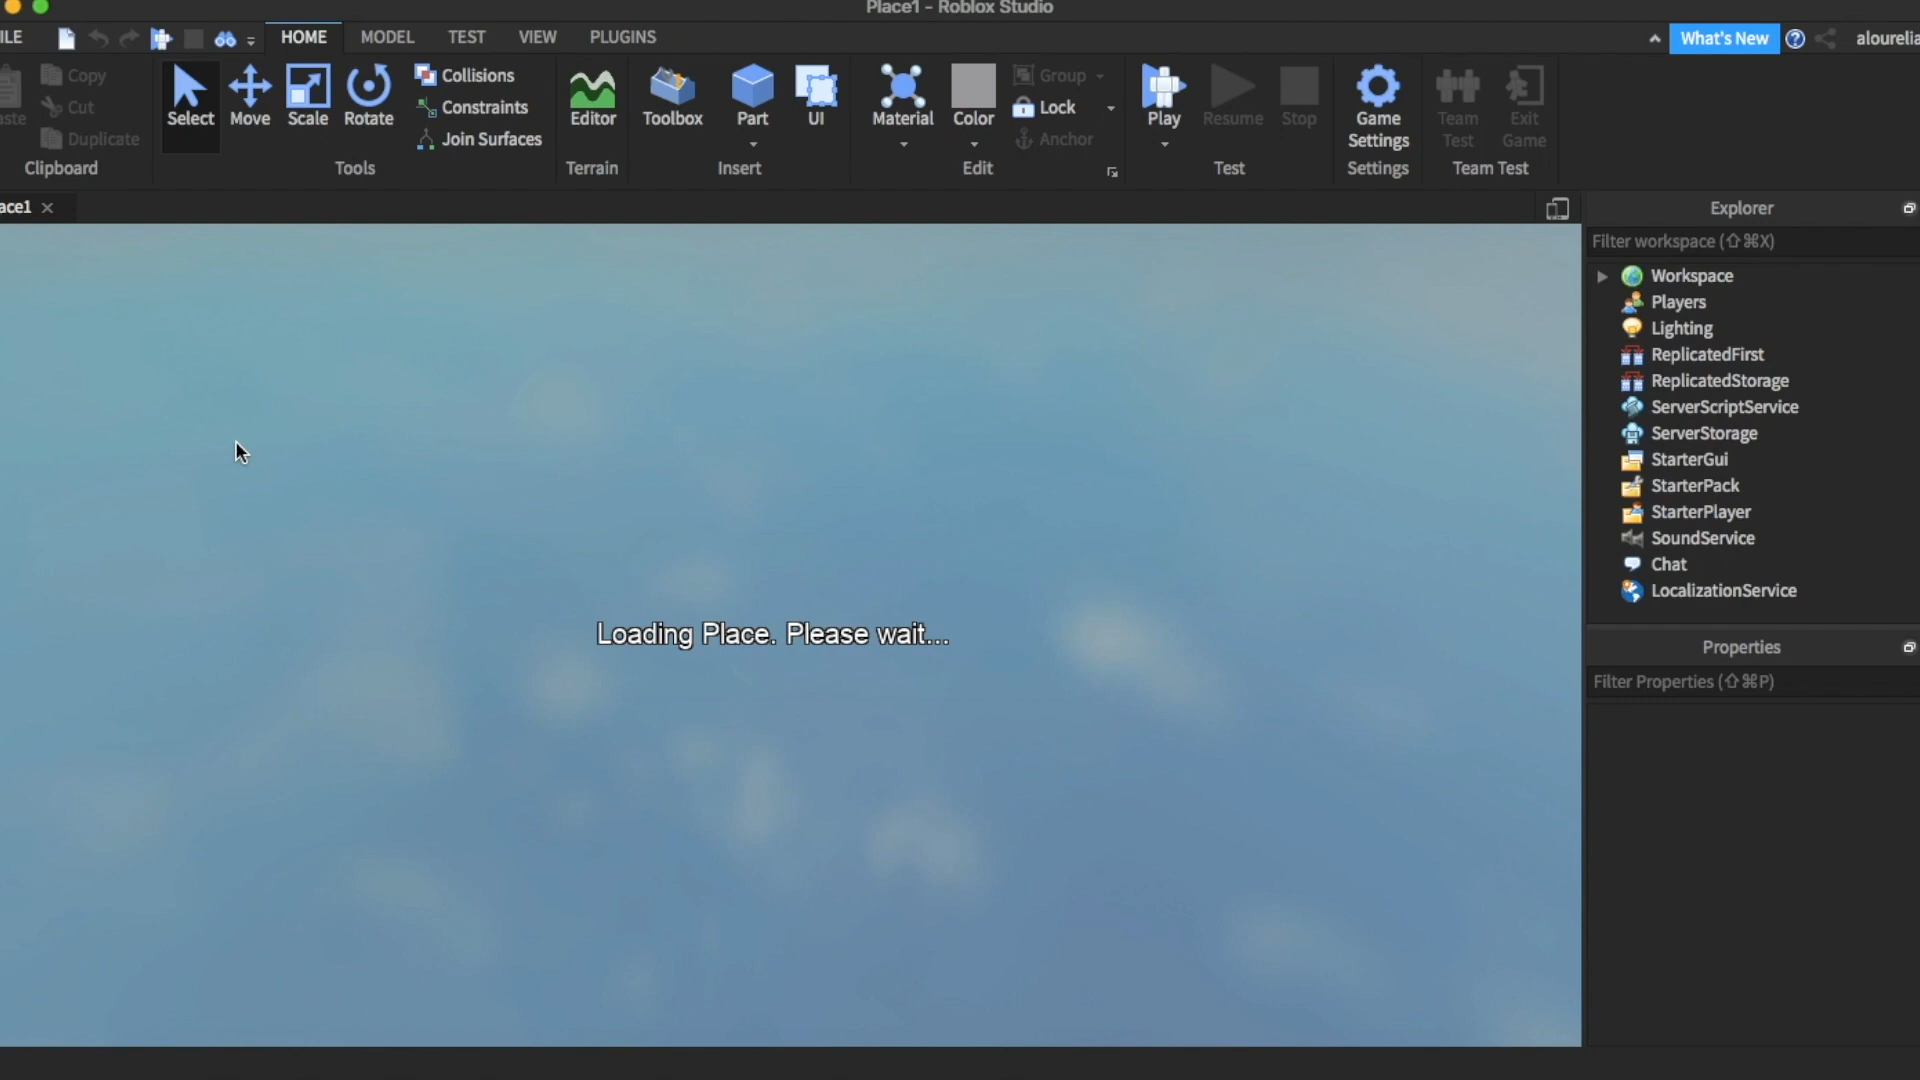 Place1 - Roblox Studio
ILE
HOME
MODEL
TEST
VIEW
PLUGINS
What's New
?
alourelia
aste
Copy
Cut
Duplicate
Clipboard
Select
Move
Scale
Rotate
Collisions
Constraints
Join Surfaces
Tools
Editor
Terrain
Toolbox
Part
UI
Insert
Material
Color
Group
Lock
Anchor
Edit
Play
Resume
Stop
Test
Game
Settings
Settings
Team
Test
Exit
Game
Team Test
ace1
Explorer
Filter workspace (⇧⌘X)
Workspace
Players
Lighting
ReplicatedFirst
ReplicatedStorage
ServerScriptService
ServerStorage
StarterGui
StarterPack
StarterPlayer
SoundService
Chat
LocalizationService
Properties
Filter Properties (⇧⌘P)
Loading Place. Please wait...